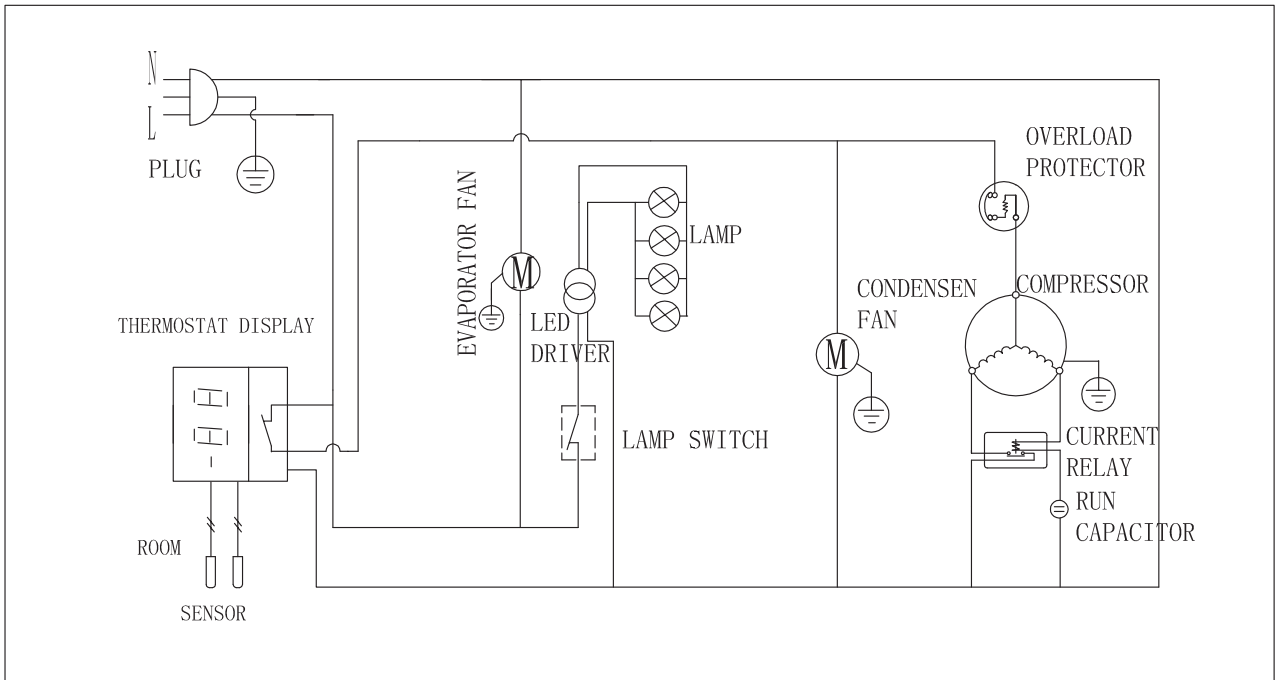 N
L
PLUG
OVERLOAD
PROTECTOR
EVAPORATOR FAN
M
LAMP
CONDENSEN
FAN
COMPRESSOR
THERMOSTAT DISPLAY
LED
DRIVER
M
LAMP SWITCH
CURRENT
RELAY
RUN
CAPACITOR
ROOM
SENSOR